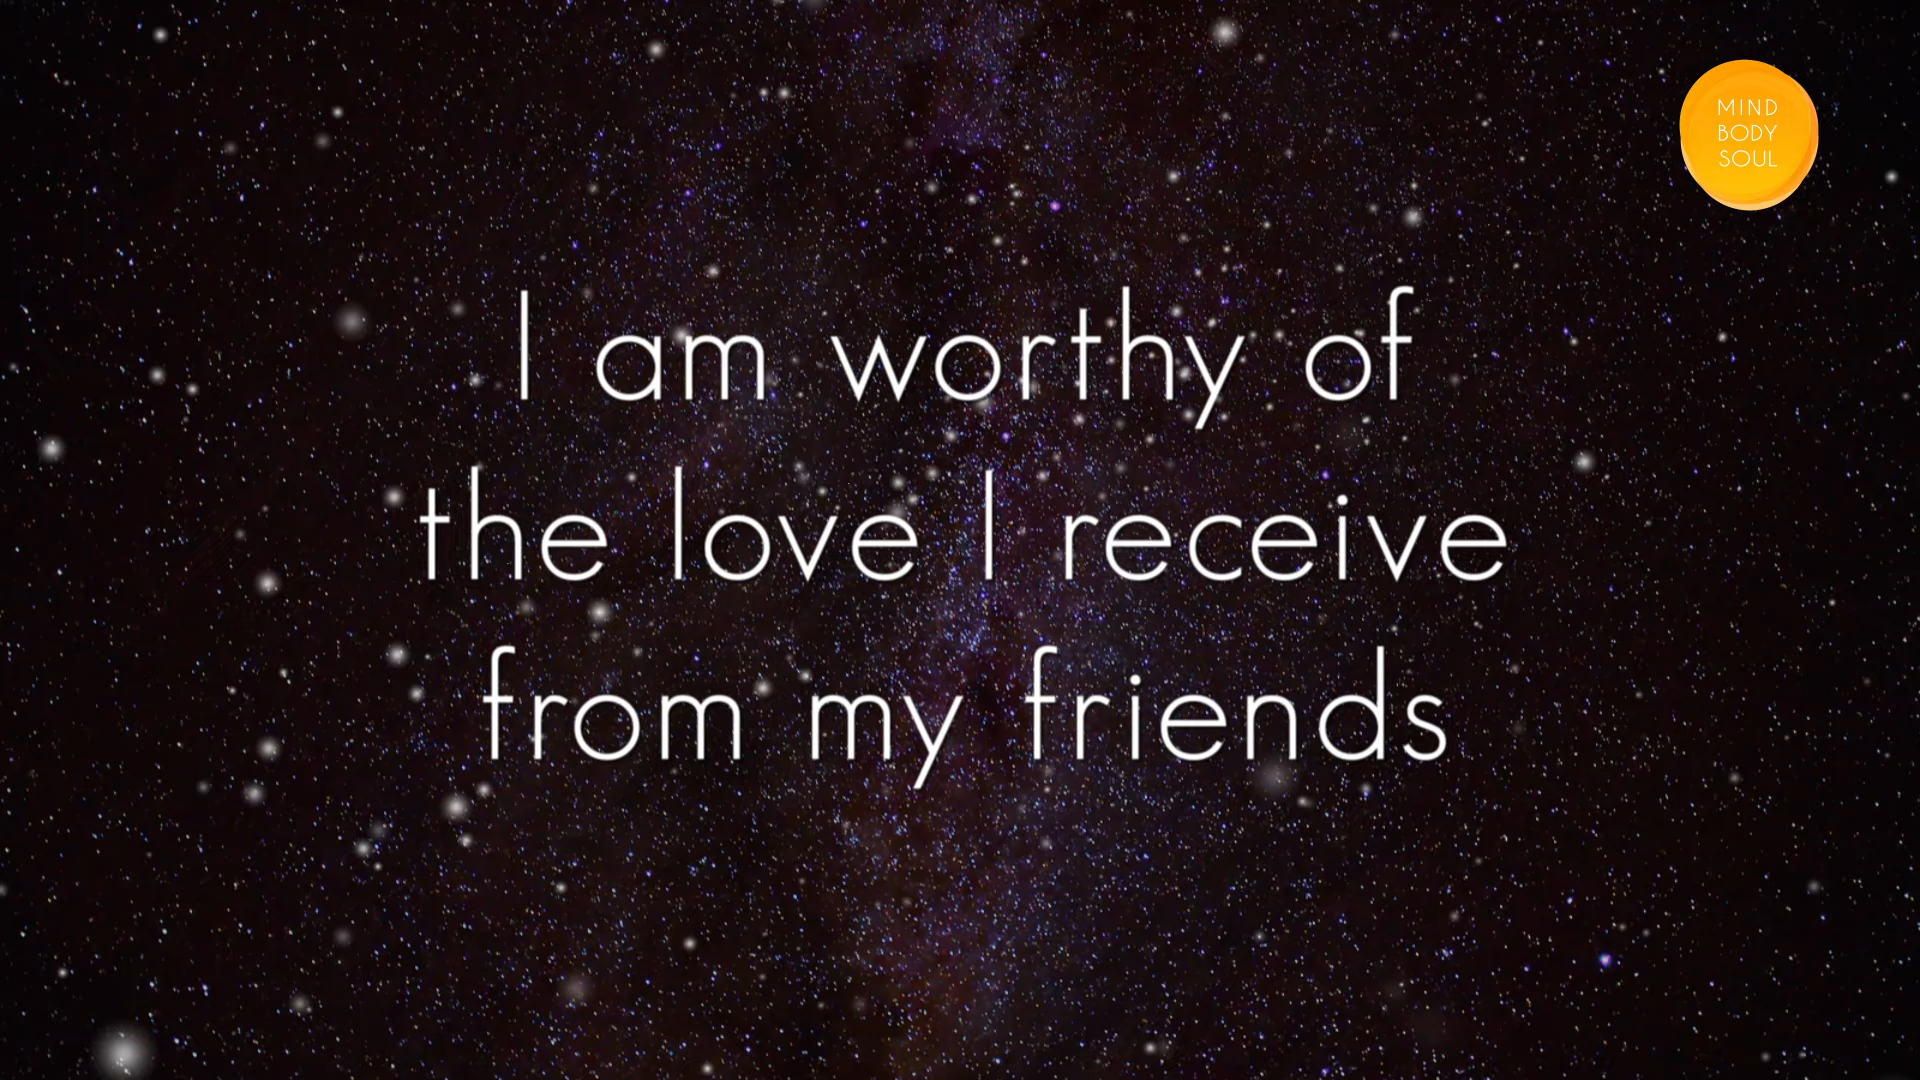 MIND
BODY
SOUL
I am worthy of
the love I receive
from my friends